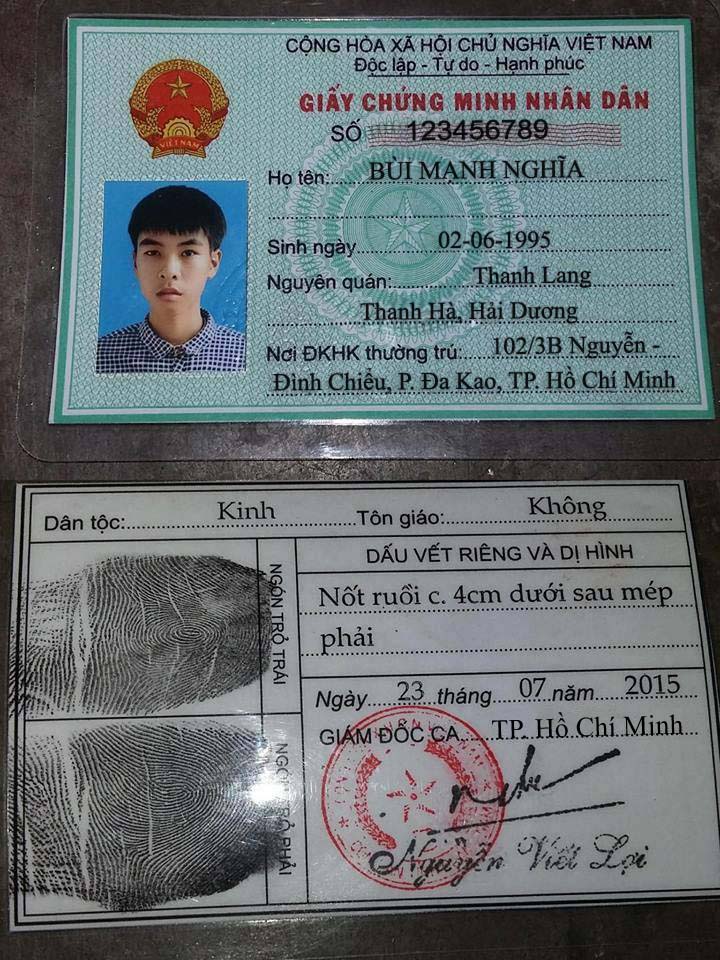 CỘNG HÒA XÃ HỘI CHỦ NGHĨA VIỆT NAM
Độc lập - Tự do - Hạnh phúc
GIẤY CHỨNG MINH NHÂN DÂN
SỐ 123456789
VIỆT NAM
Họ tên: BÙI MẠNH NGHĨA
Sinh ngày 02-06-1995
Nguyên quán: Thanh Lang
Thanh Hà, Hải Dương
Nơi ĐKHK thường trú: 102/3B Nguyễn -
Đình Chiểu, P. Đa Kao, TP. Hồ Chí Minh
Dân tộc: Kinh Tôn giáo: Không
NGÓN TRỎ TRÁI
DẤU VẾT RIÊNG VÀ DỊ HÌNH
Nốt ruồi c. 4cm dưới sau mép
phải
Ngày 23 tháng 07 năm 2015
GIÁM ĐỐC CA TP. Hồ Chí Minh
NGÓN TRỎ PHẢI
Nguyễn Viết Lợi